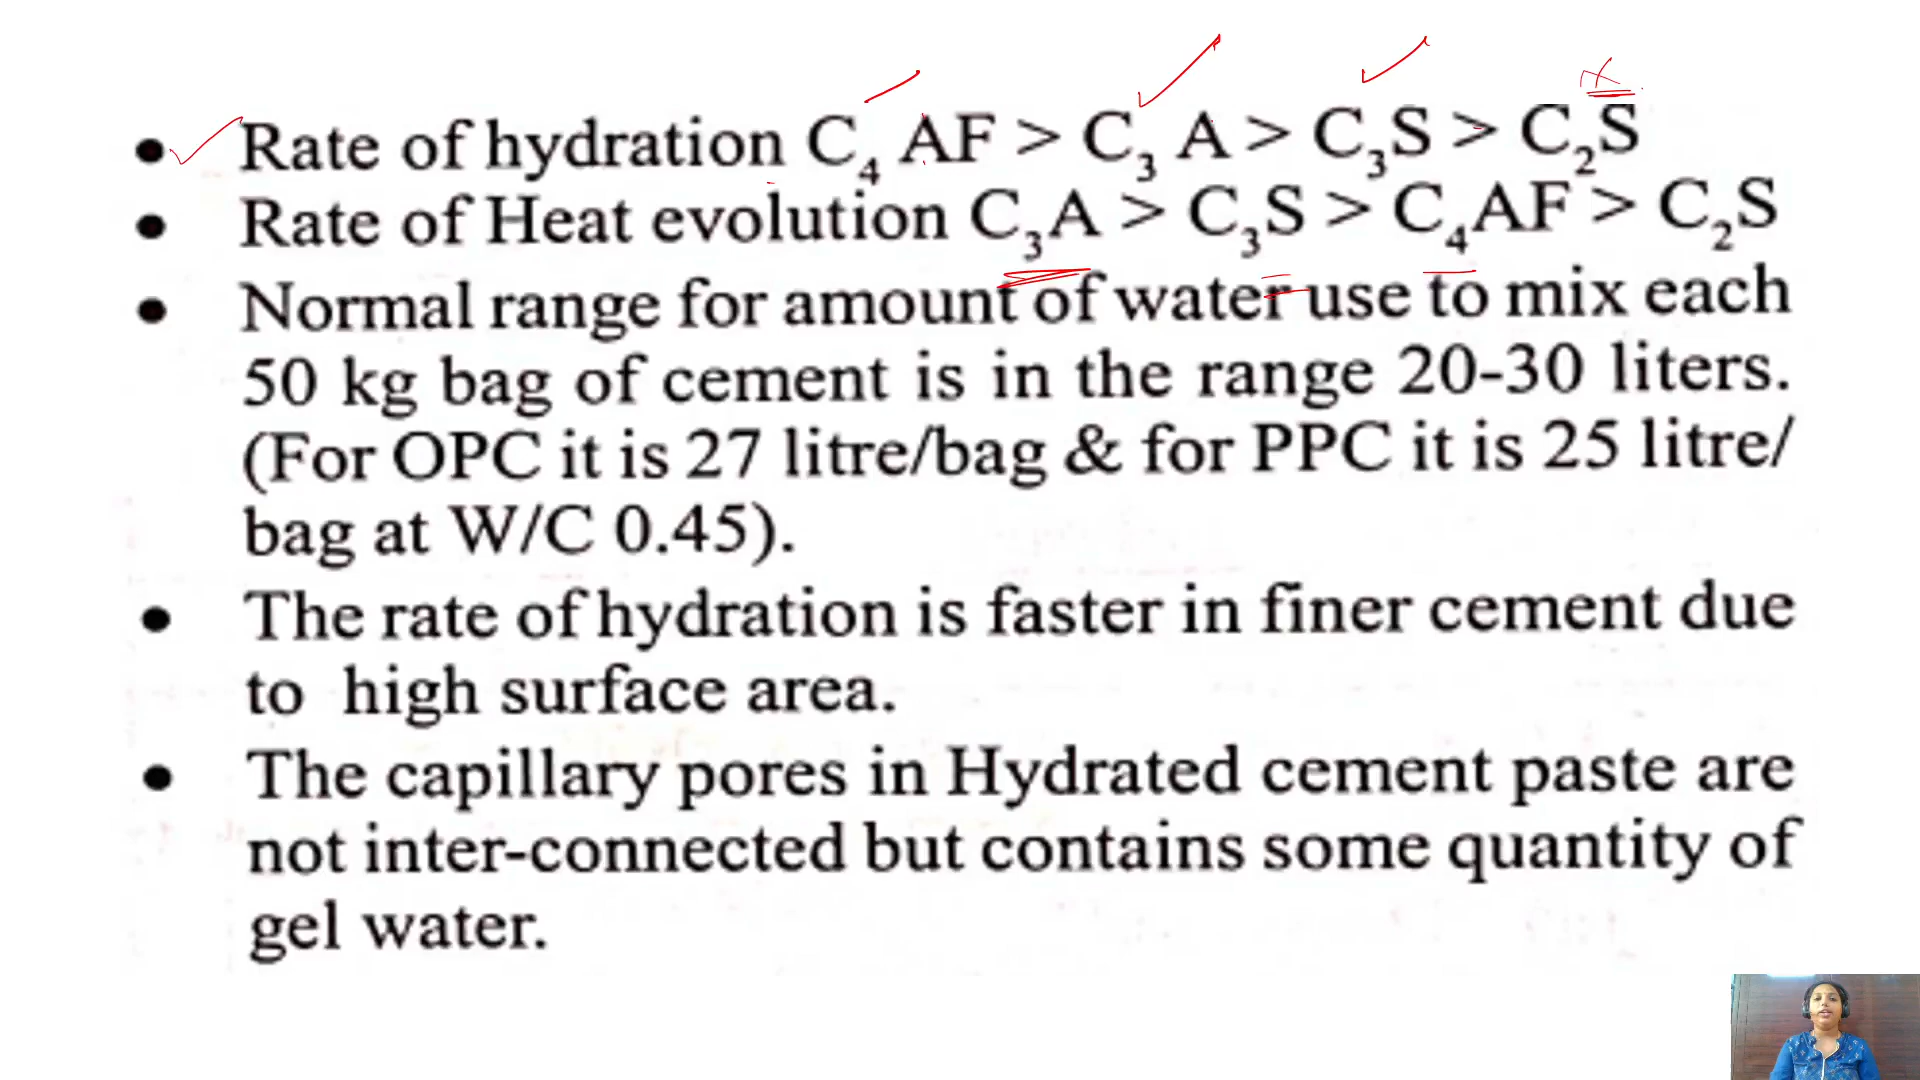 • Rate of hydration C₄ AF > C₃ A > C₃S > C₂S
• Rate of Heat evolution C₃A > C₃S > C₄AF > C₂S
• Normal range for amount of water use to mix each
50 kg bag of cement is in the range 20-30 liters.
(For OPC it is 27 litre/bag & for PPC it is 25 litre/
bag at W/C 0.45).
• The rate of hydration is faster in finer cement due
to high surface area.
• The capillary pores in Hydrated cement paste are
not inter-connected but contains some quantity of
gel water.